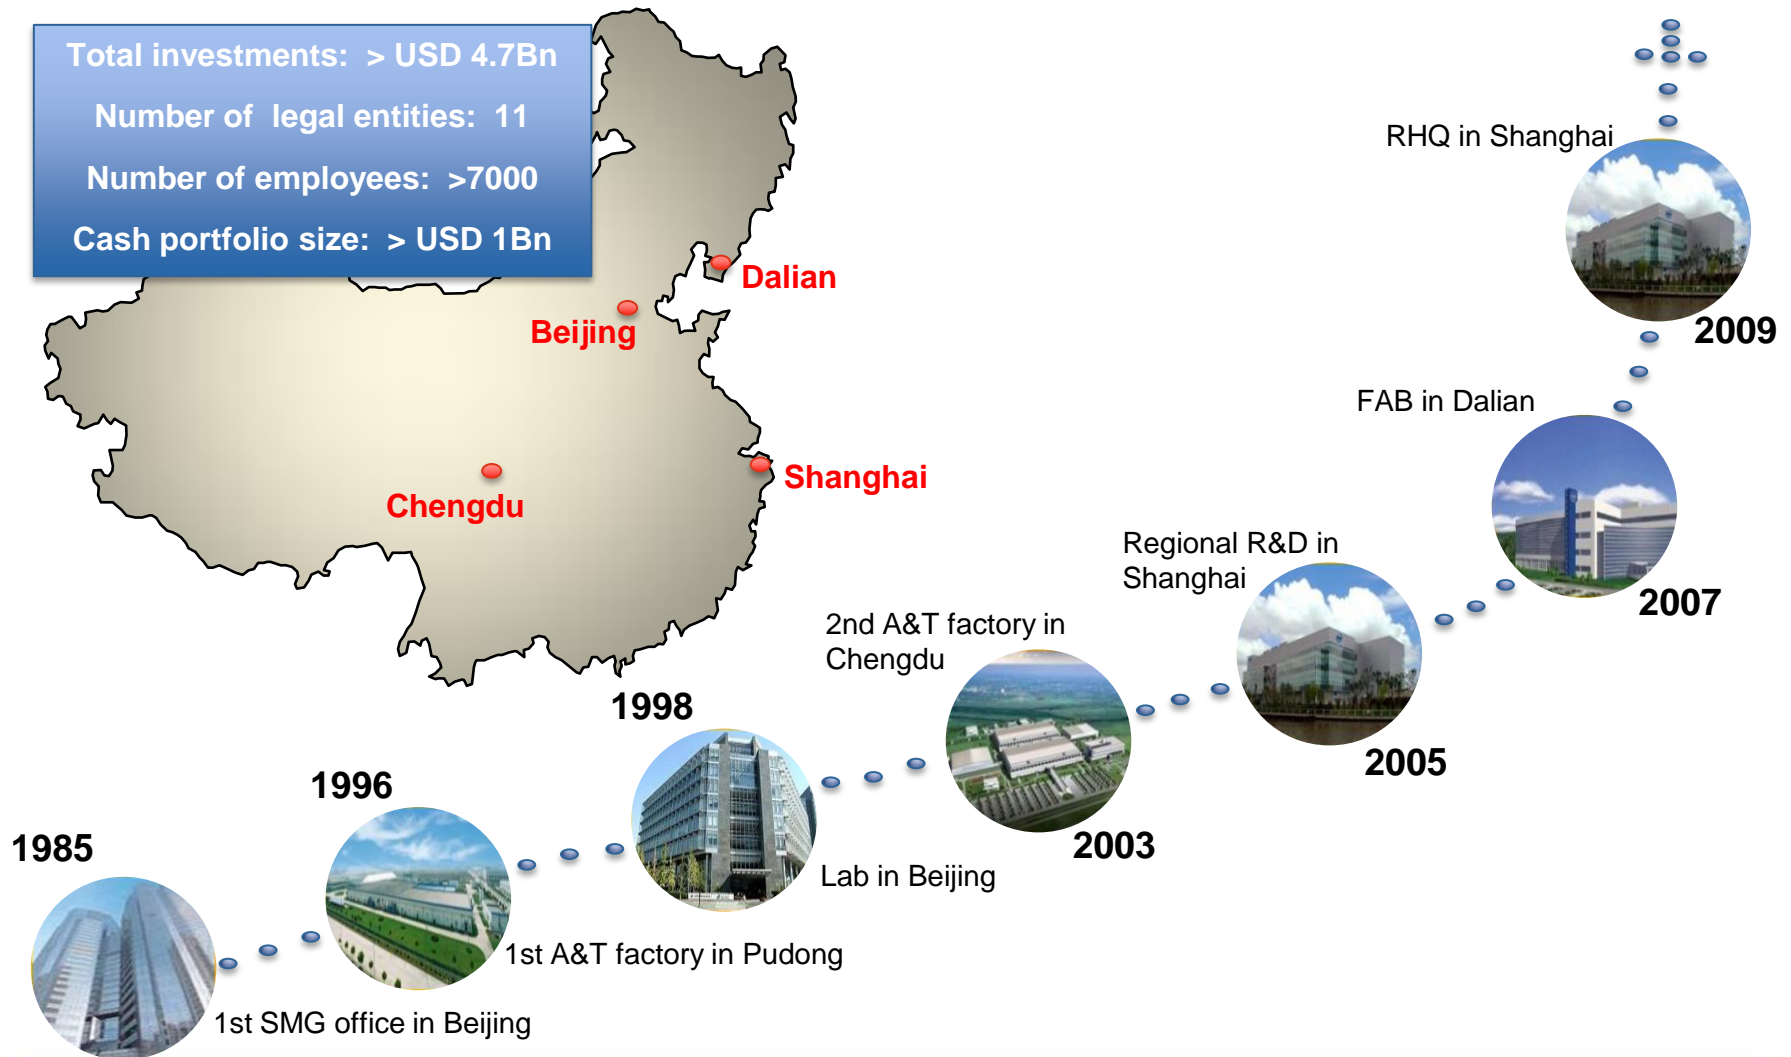 Total investments: > USD 4.7Bn
Number of legal entities: 11
Number of employees: >7000
Cash portfolio size: > USD 1Bn
Dalian
Beijing
Shanghai
Chengdu
RHQ in Shanghai
2009
FAB in Dalian
2007
Regional R&D in
Shanghai
2005
2nd A&T factory in
Chengdu
2003
1998
Lab in Beijing
1996
1st A&T factory in Pudong
1985
1st SMG office in Beijing